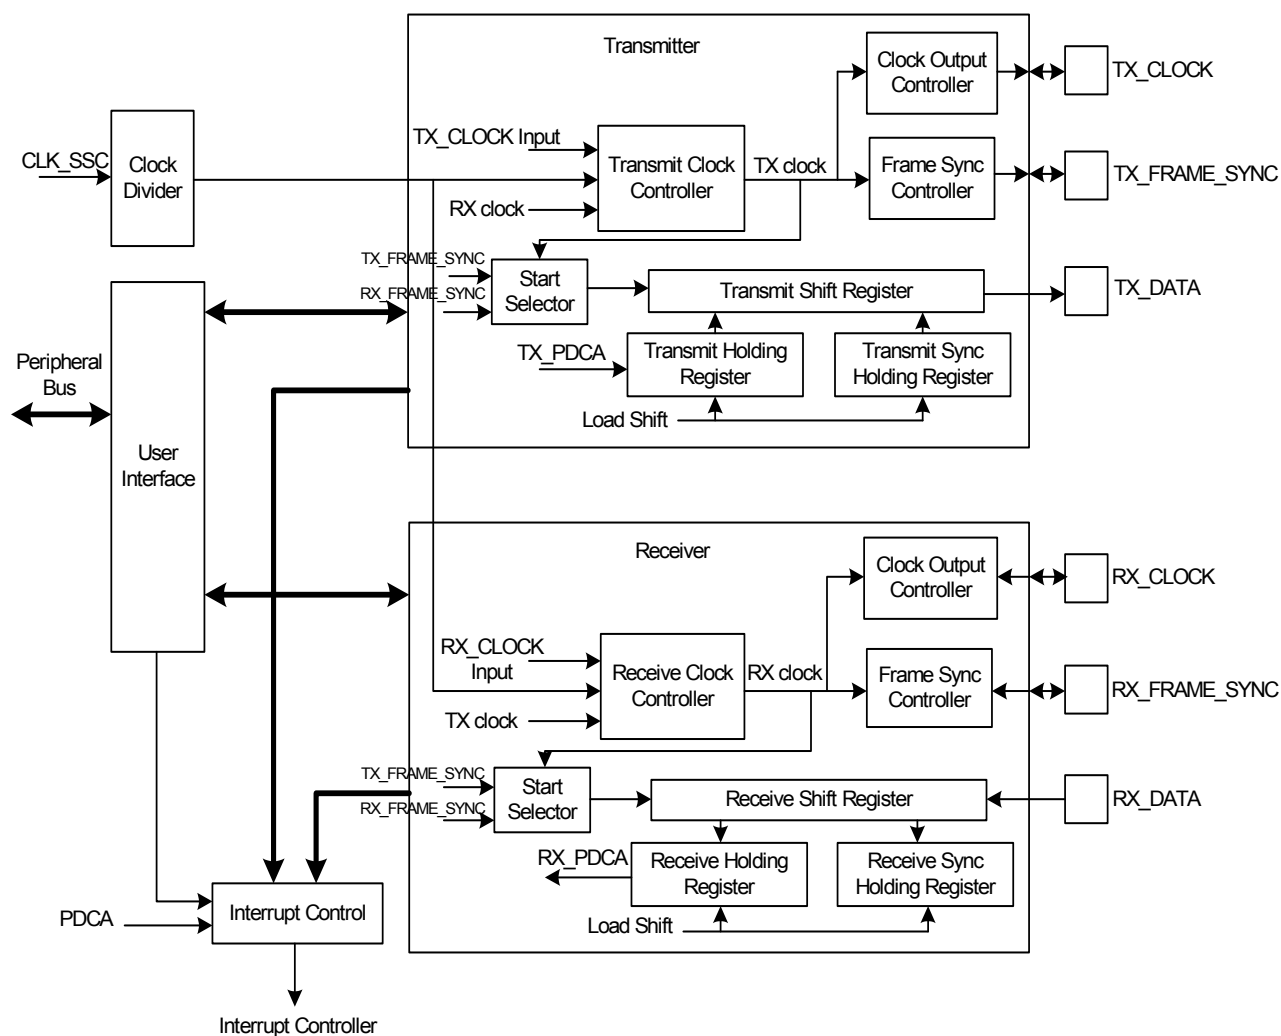 Transmitter
Clock Output
Controller
TX_CLOCK
TX_CLOCK Input
CLK_SSC
Clock
Divider
Transmit Clock
Controller
TX clock
Frame Sync
Controller
TX_FRAME_SYNC
RX clock
TX_FRAME_SYNC
RX_FRAME_SYNC
Start
Selector
Transmit Shift Register
TX_DATA
TX_PDCA
Transmit Holding
Register
Transmit Sync
Holding Register
Load Shift
Peripheral
Bus
User
Interface
Receiver
Clock Output
Controller
RX_CLOCK
RX_CLOCK
Input
Receive Clock
Controller
RX clock
Frame Sync
Controller
RX_FRAME_SYNC
TX clock
TX_FRAME_SYNC
RX_FRAME_SYNC
Start
Selector
Receive Shift Register
RX_DATA
RX_PDCA
Receive Holding
Register
Receive Sync
Holding Register
Load Shift
PDCA
Interrupt Control
Interrupt Controller